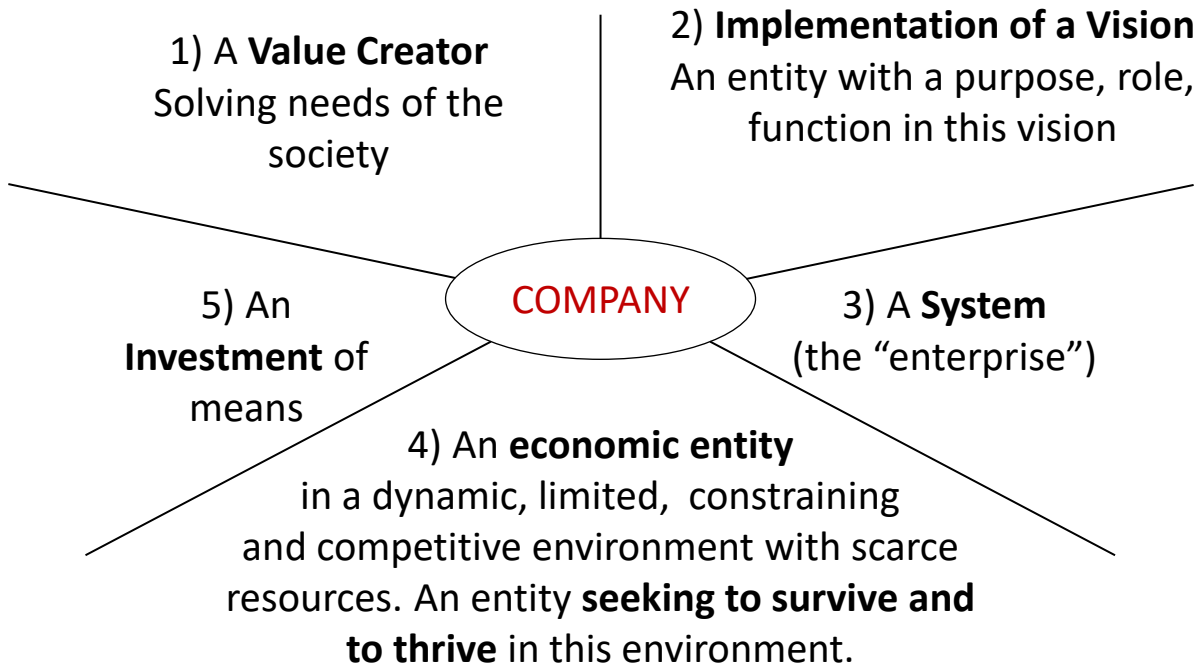 1) A Value Creator
Solving needs of the
society
2) Implementation of a Vision
An entity with a purpose, role,
function in this vision
COMPANY
3) A System
(the “enterprise”)
4) An economic entity
in a dynamic, limited, constraining
and competitive environment with scarce
resources. An entity seeking to survive and
to thrive in this environment.
5) An
Investment of
means